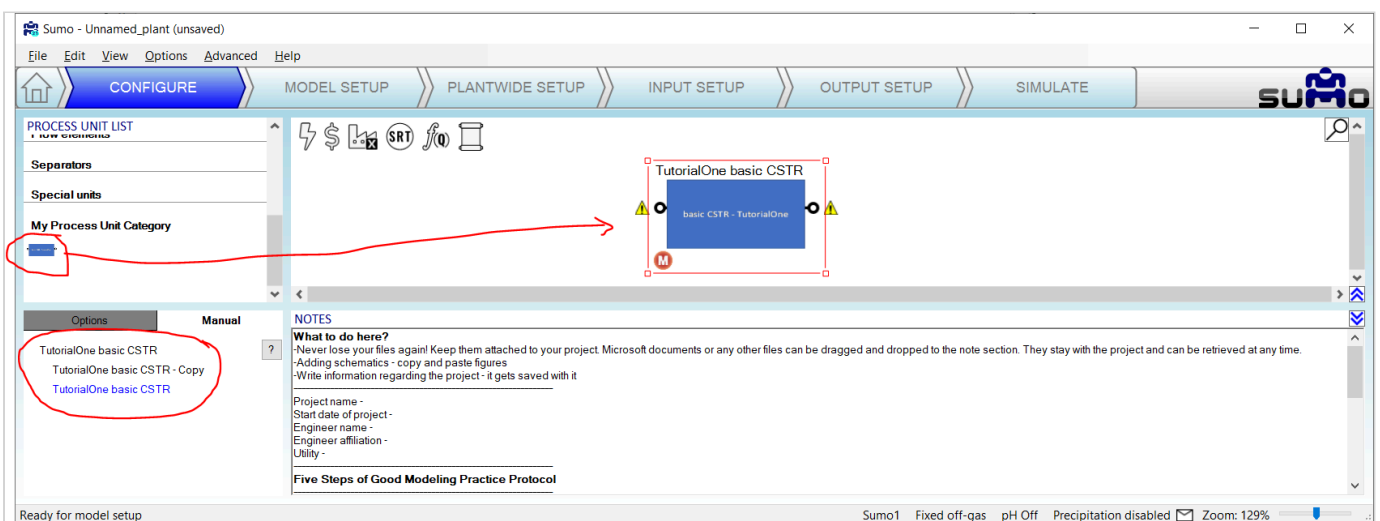 Sumo - Unnamed_plant (unsaved)
File Edit View Options Advanced Help
CONFIGURE MODEL SETUP PLANTWIDE SETUP INPUT SETUP OUTPUT SETUP SIMULATE
sumo
PROCESS UNIT LIST
Flow elements
Separators
Special units
My Process Unit Category
$ x SRT f(Q)
TutorialOne basic CSTR
basic CSTR - TutorialOne
M
Options Manual
TutorialOne basic CSTR ?
TutorialOne basic CSTR - Copy
TutorialOne basic CSTR
NOTES
What to do here?
-Never lose your files again! Keep them attached to your project. Microsoft documents or any other files can be dragged and dropped to the note section. They stay with the project and can be retrieved at any time.
-Adding schematics - copy and paste figures
-Write information regarding the project - it gets saved with it
Project name -
Start date of project -
Engineer name -
Engineer affiliation -
Utility -
Five Steps of Good Modeling Practice Protocol
Ready for model setup
Sumo1 Fixed off-gas pH Off Precipitation disabled Zoom: 129%